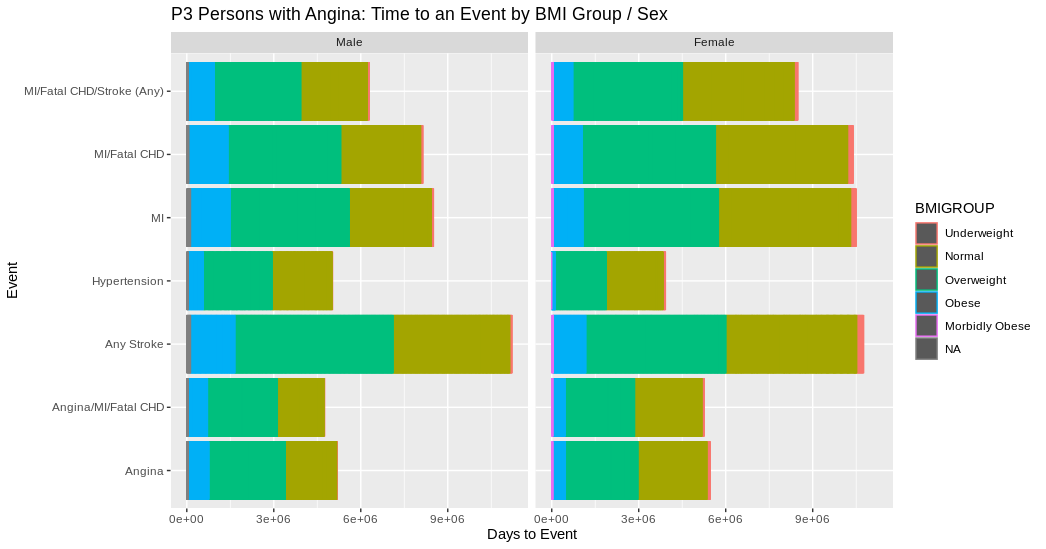 P3 Persons with Angina: Time to an Event by BMI Group / Sex
Male
Female
MI/Fatal CHD/Stroke (Any)
MI/Fatal CHD
MI
Hypertension
Any Stroke
Angina/MI/Fatal CHD
Angina
Event
0e+00 3e+06 6e+06 9e+06
0e+00 3e+06 6e+06 9e+06
Days to Event
BMIGROUP
Underweight
Normal
Overweight
Obese
Morbidly Obese
NA